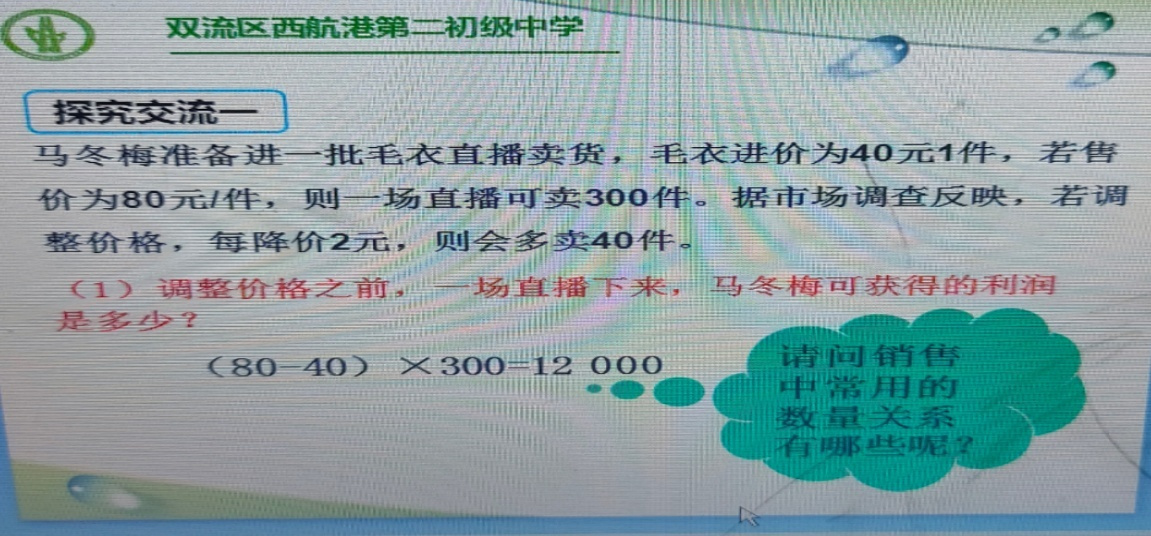 双流区西航港第二初级中学
探究交流一
马冬梅准备进一批毛衣直播卖货，毛衣进价为40元1件，若售
价为80元/件，则一场直播可卖300件。据市场调查反映，若调
整价格，每降价2元，则会多卖40件。
（1）调整价格之前，一场直播下来，马冬梅可获得的利润
是多少？
（80-40）×300=12 000
请问销售
中常用的
数量关系
有哪些呢？